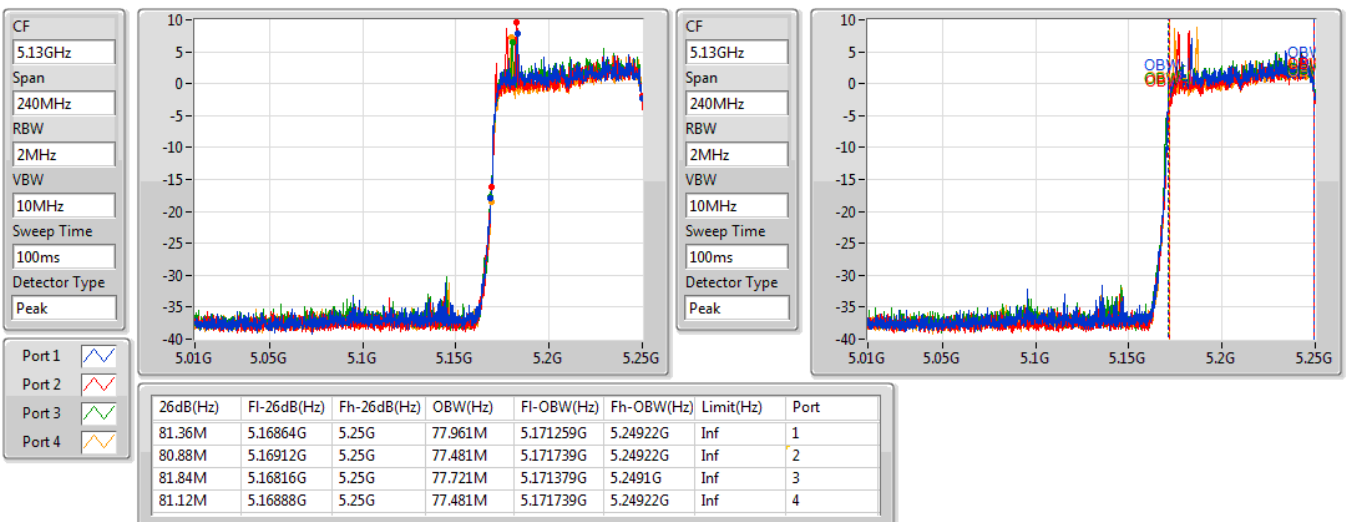 CF
5.13GHz
Span
240MHz
RBW
2MHz
VBW
10MHz
Sweep Time
100ms
Detector Type
Peak
10
5
0
-5
-10
-15
-20
-25
-30
-35
-40
5.01G 5.05G 5.1G 5.15G 5.2G 5.25G
CF
5.13GHz
Span
240MHz
RBW
2MHz
VBW
10MHz
Sweep Time
100ms
Detector Type
Peak
10
5
0
-5
-10
-15
-20
-25
-30
-35
-40
OBW
OBW
5.01G 5.05G 5.1G 5.15G 5.2G 5.25G
Port 1
Port 2
Port 3
Port 4
26dB(Hz) Fl-26dB(Hz) Fh-26dB(Hz) OBW(Hz) Fl-OBW(Hz) Fh-OBW(Hz) Limit(Hz) Port
81.36M 5.16864G 5.25G 77.961M 5.171259G 5.24922G Inf 1
80.88M 5.16912G 5.25G 77.481M 5.171739G 5.24922G Inf 2
81.84M 5.16816G 5.25G 77.721M 5.171379G 5.2491G Inf 3
81.12M 5.16888G 5.25G 77.481M 5.171739G 5.24922G Inf 4